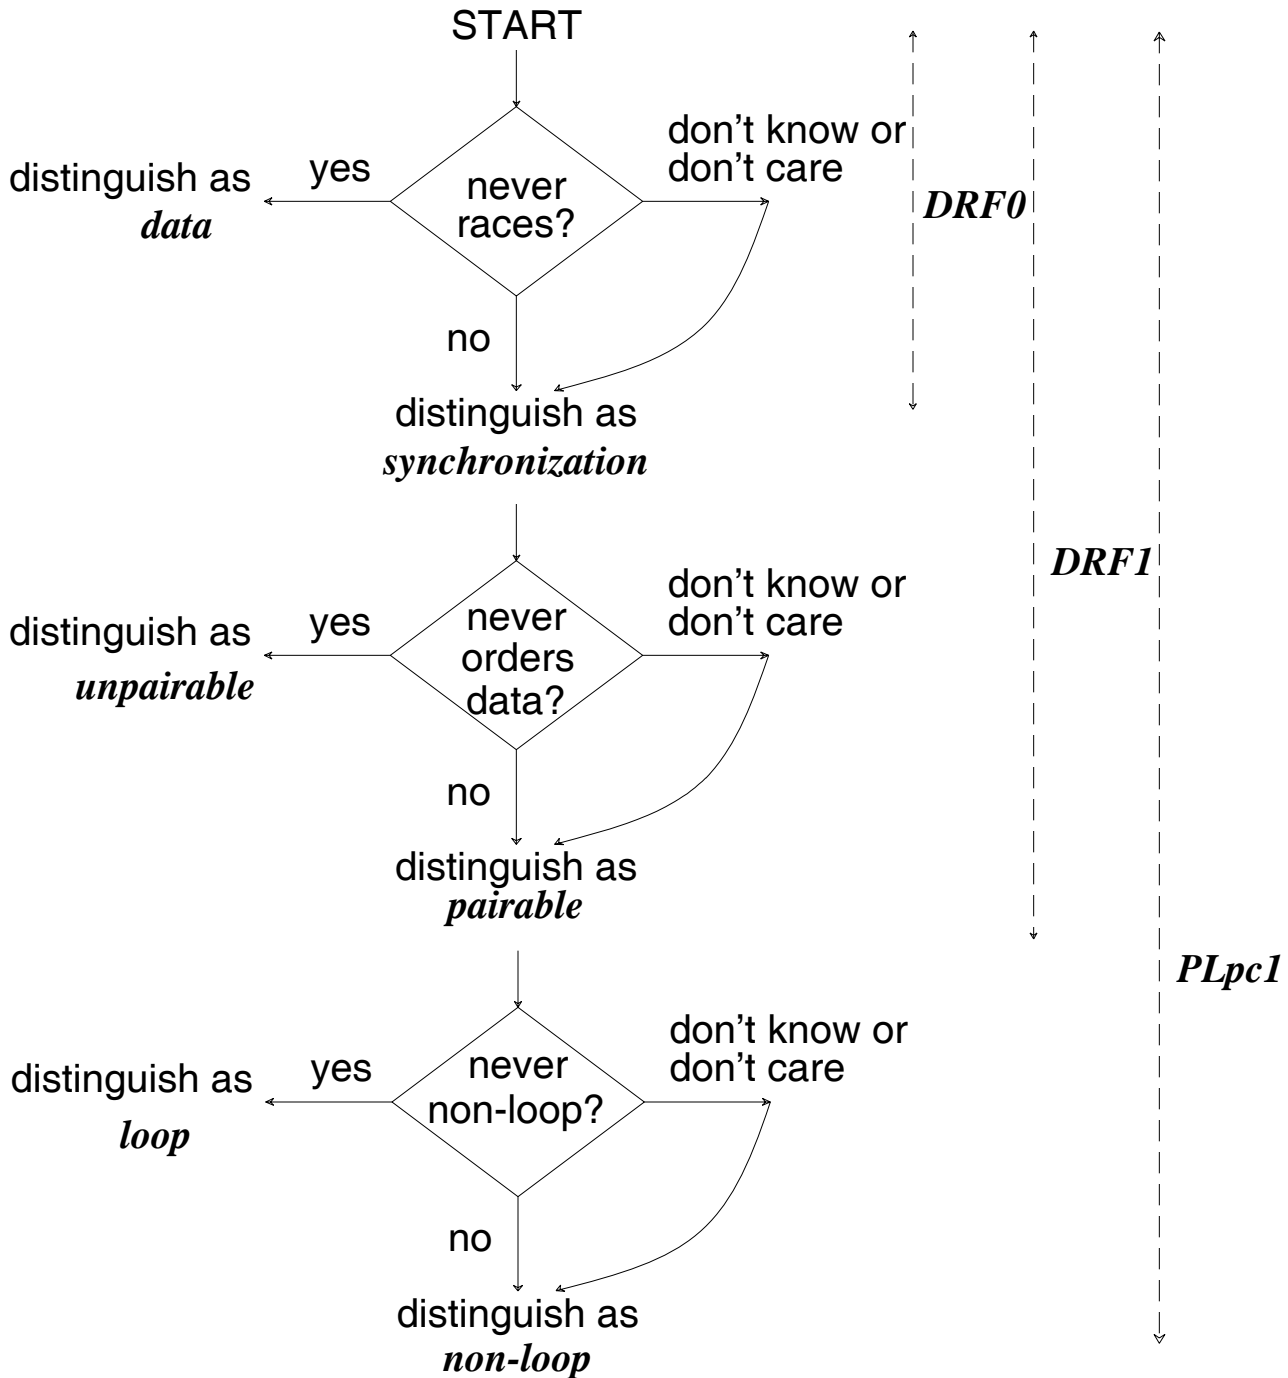 START
don't know or
don't care
yes
distinguish as
data
never
races?
DRF0
no
distinguish as
synchronization
DRF1
don't know or
don't care
yes
distinguish as
unpairable
never
orders
data?
no
distinguish as
pairable
PLpc1
don't know or
don't care
yes
distinguish as
loop
never
non-loop?
no
distinguish as
non-loop